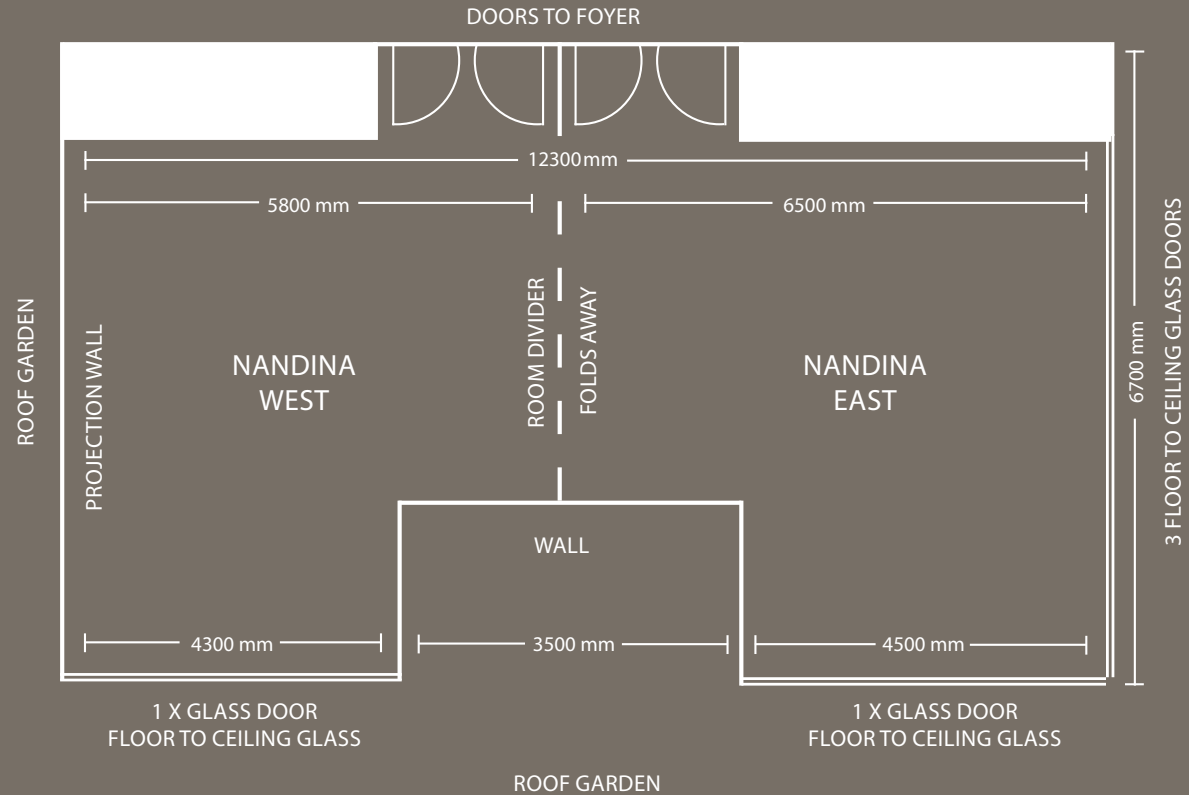 DOORS TO FOYER
12300mm
5800 mm
6500 mm
ROOF GARDEN
PROJECTION WALL
NANDINA
WEST
ROOM DIVIDER
FOLDS AWAY
NANDINA
EAST
6700 mm
3 FLOOR TO CEILING GLASS DOORS
WALL
4300 mm
3500 mm
4500 mm
1 X GLASS DOOR
FLOOR TO CEILING GLASS
1 X GLASS DOOR
FLOOR TO CEILING GLASS
ROOF GARDEN